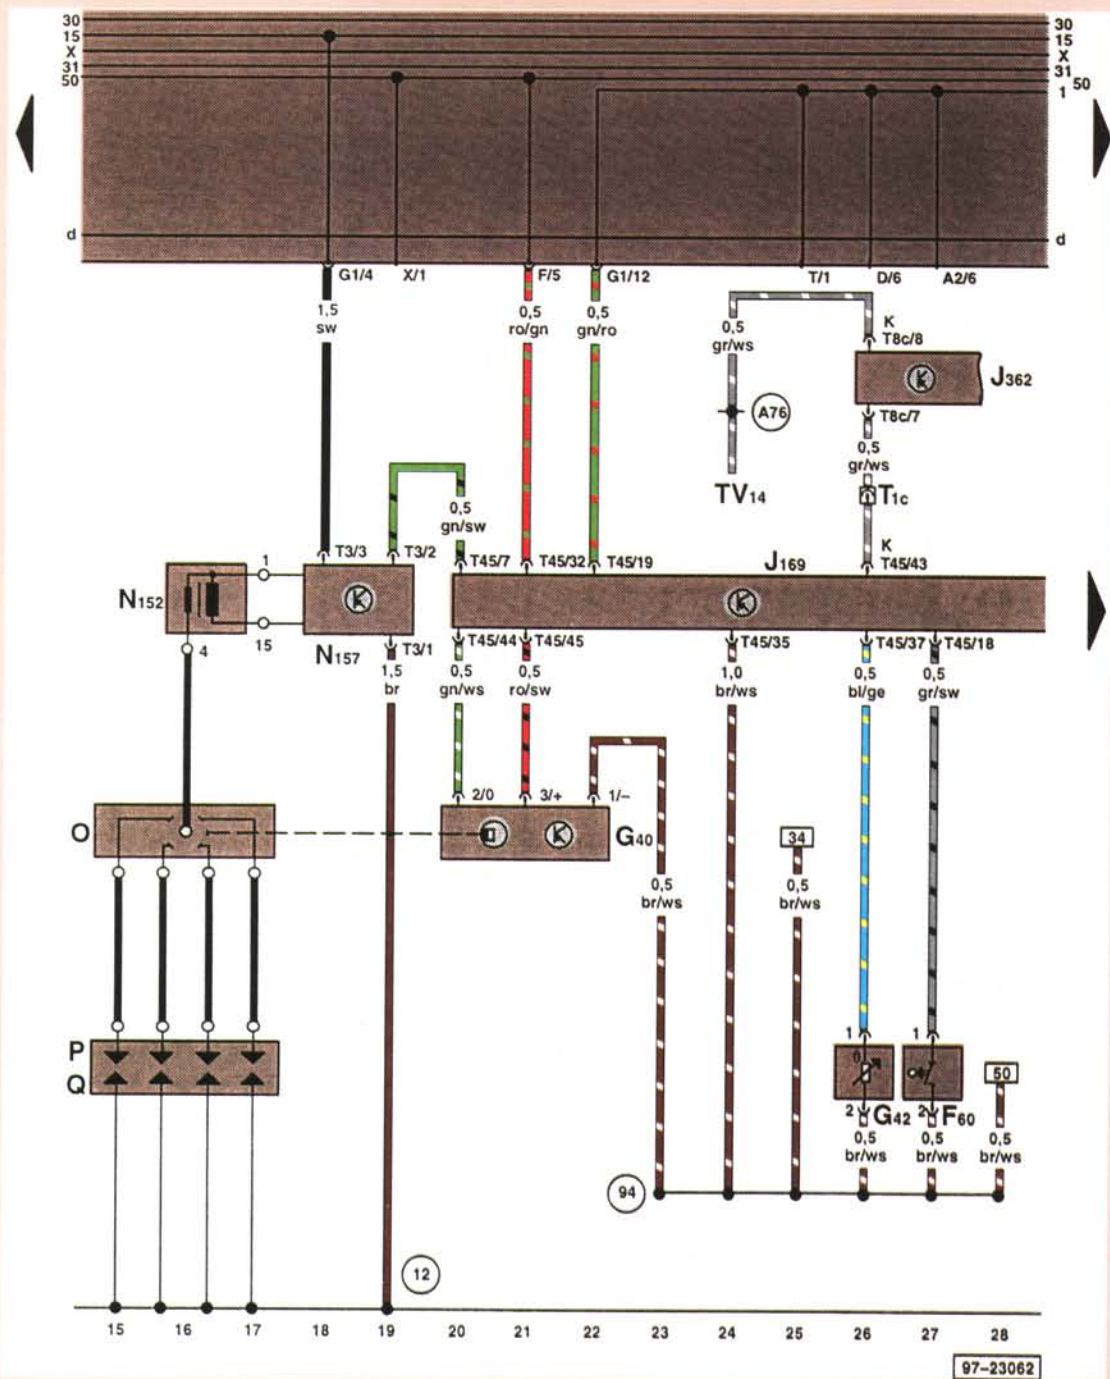 30 30
15 15
X X
31 31
50 50
1
d d
G1/4 X/1 F/5 G1/12 T/1 D/6 A2/6
1,5
sw
0,5
ro/gn
0,5
gn/ro
0,5
gr/ws
K
T8c/8
J362
A76
T8c/7
0,5
gr/ws
TV14
T1c
0,5
gn/sw
K
T3/3 T3/2 T45/7 T45/32 T45/19 J169 T45/43
1
N152
15
4
N157
T3/1
T45/44 T45/45 T45/35 T45/37 T45/18
1,5
br
0,5
gn/ws
0,5
ro/sw
1,0
br/ws
0,5
bl/ge
0,5
gr/sw
2/0 3/+ 1/–
O
G40
34
0,5
br/ws
0,5
br/ws
P
Q
1 1
50
2 G42 2 F60
0,5
br/ws
0,5
br/ws
0,5
br/ws
94
12
15 16 17 18 19 20 21 22 23 24 25 26 27 28
97-23062